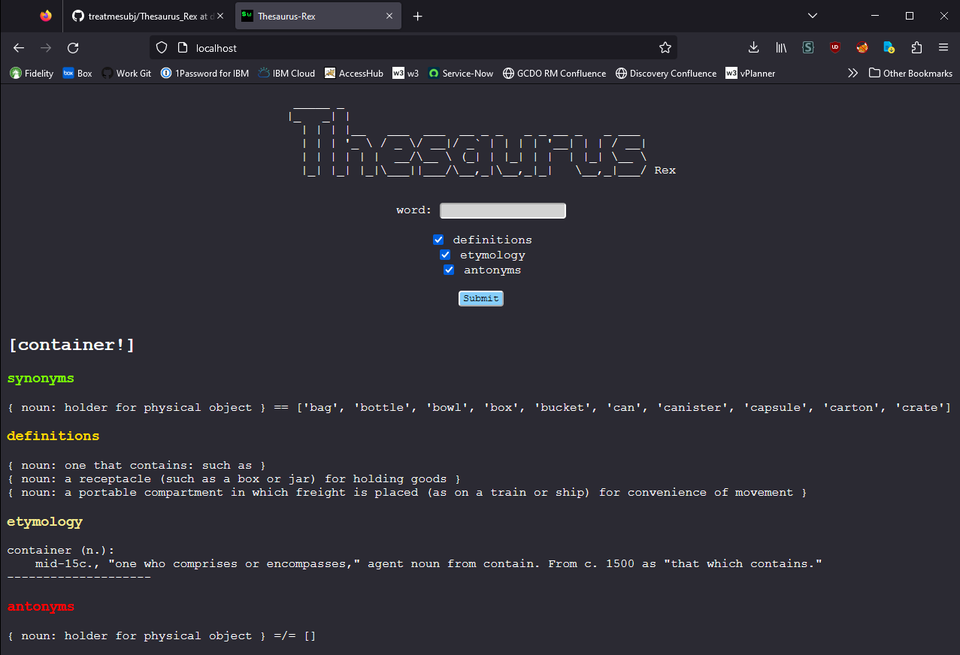 treatmesubj/Thesaurus_Rex at d
Su Thesaurus-Rex
localhost
Fidelity box Box Work Git 1Password for IBM IBM Cloud AccessHub w3 w3 Service-Now GCDO RM Confluence Discovery Confluence w3 vPlanner Other Bookmarks
Thesaurus Rex
word:
definitions
etymology
antonyms
Submit
[container!]
synonyms
{ noun: holder for physical object } == ['bag', 'bottle', 'bowl', 'box', 'bucket', 'can', 'canister', 'capsule', 'carton', 'crate']
definitions
{ noun: one that contains: such as }
{ noun: a receptacle (such as a box or jar) for holding goods }
{ noun: a portable compartment in which freight is placed (as on a train or ship) for convenience of movement }
etymology
container (n.):
mid-15c., "one who comprises or encompasses," agent noun from contain. From c. 1500 as "that which contains."
--------------------
antonyms
{ noun: holder for physical object } =/= []